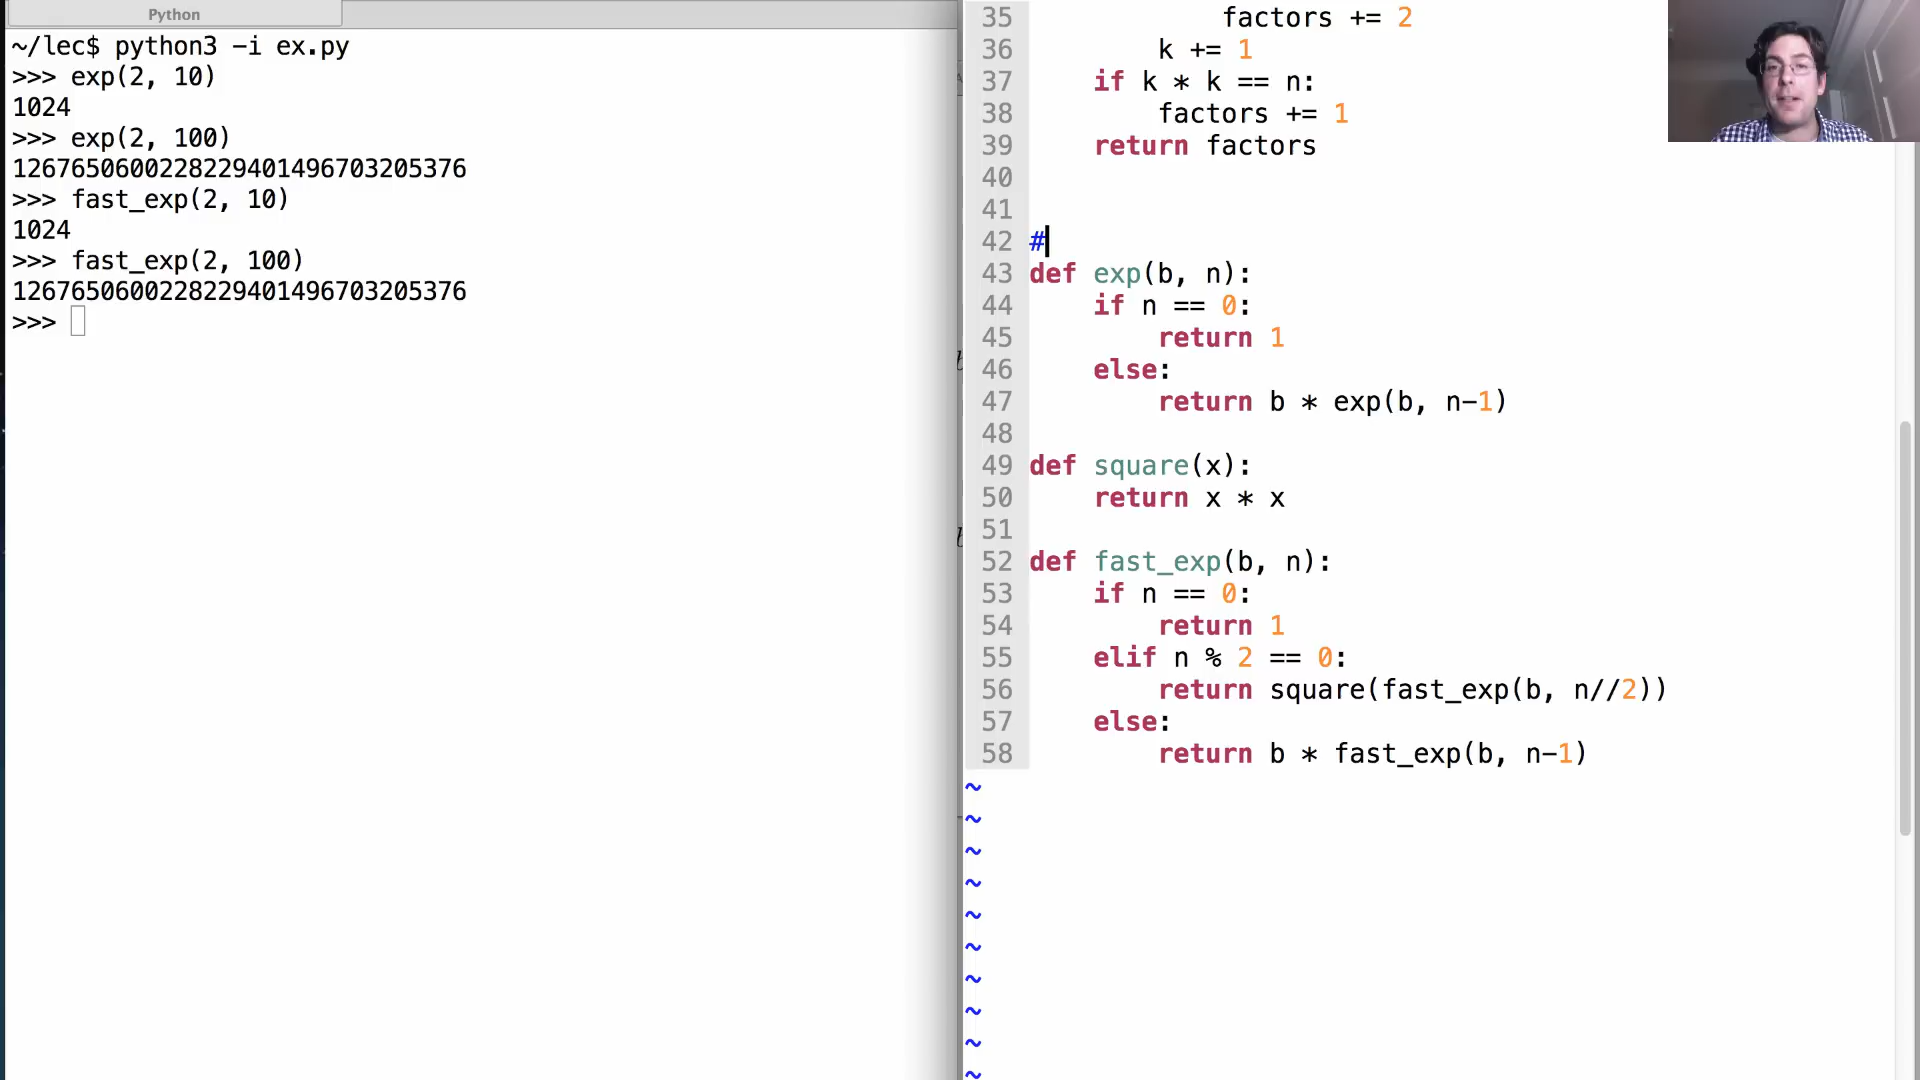 Python
~/lec$ python3 -i ex.py
>>> exp(2, 10)
1024
>>> exp(2, 100)
1267650600228229401496703205376
>>> fast_exp(2, 10)
1024
>>> fast_exp(2, 100)
1267650600228229401496703205376
>>>
35             factors += 2
36         k += 1
37     if k * k == n:
38         factors += 1
39     return factors
40
41
42 #
43 def exp(b, n):
44     if n == 0:
45         return 1
46     else:
47         return b * exp(b, n-1)
48
49 def square(x):
50     return x * x
51
52 def fast_exp(b, n):
53     if n == 0:
54         return 1
55     elif n % 2 == 0:
56         return square(fast_exp(b, n//2))
57     else:
58         return b * fast_exp(b, n-1)
~
~
~
~
~
~
~
~
~
~